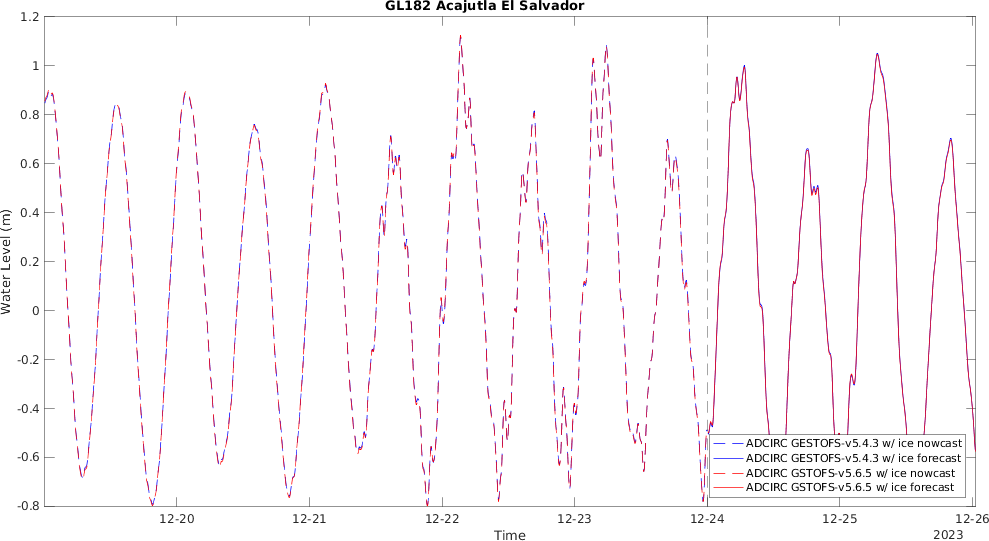 GL182 Acajutla El Salvador
1.2
1
0.8
0.6
0.4
0.2
0
-0.2
-0.4
-0.6
-0.8
Water Level (m)
ADCIRC GESTOFS-v5.4.3 w/ ice nowcast
ADCIRC GESTOFS-v5.4.3 w/ ice forecast
ADCIRC GSTOFS-v5.6.5 w/ ice nowcast
ADCIRC GSTOFS-v5.6.5 w/ ice forecast
12-20 12-21 12-22 12-23 12-24 12-25 12-26
Time
2023